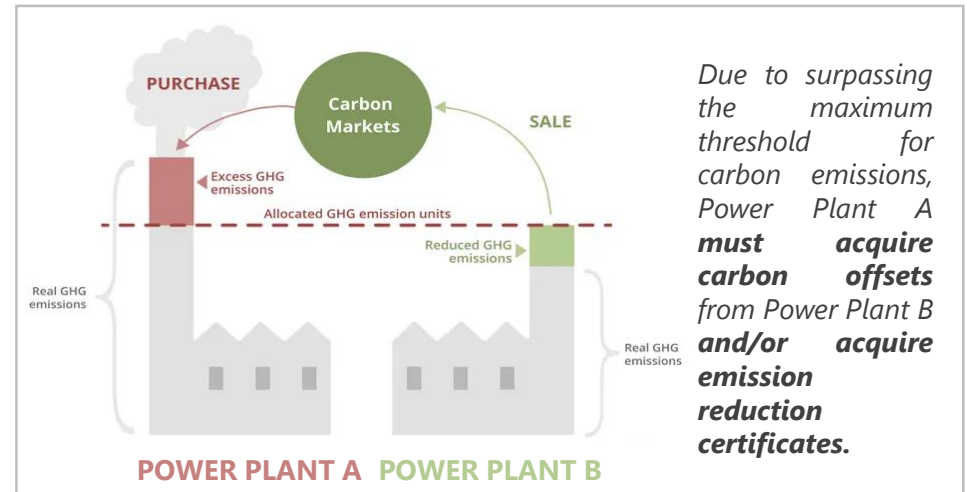 PURCHASE
Carbon
Markets
SALE
Excess GHG
emissions
Allocated GHG emission units
Reduced GHG
emissions
Real GHG
emissions
Real GHG
emissions
POWER PLANT A
POWER PLANT B
Due to surpassing
the maximum
threshold for
carbon emissions,
Power Plant A
must acquire
carbon offsets
from Power Plant B
and/or acquire
emission
reduction
certificates.